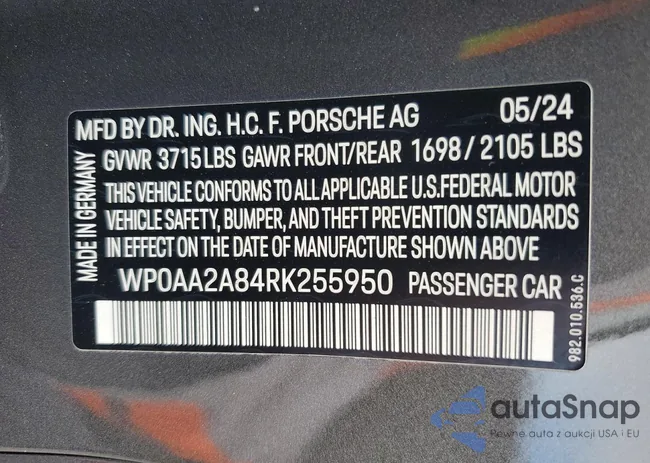 MFD BY DR. ING. H.C. F. PORSCHE AG 05/24
GVWR 3715 LBS GAWR FRONT/REAR 1698 / 2105 LBS
THIS VEHICLE CONFORMS TO ALL APPLICABLE U.S. FEDERAL MOTOR
VEHICLE SAFETY, BUMPER, AND THEFT PREVENTION STANDARDS
IN EFFECT ON THE DATE OF MANUFACTURE SHOWN ABOVE
WP0AA2A84RK255950 PASSENGER CAR
MADE IN GERMANY
982.010.536.C
autaSnap
Pewne auta z aukcji USA i EU